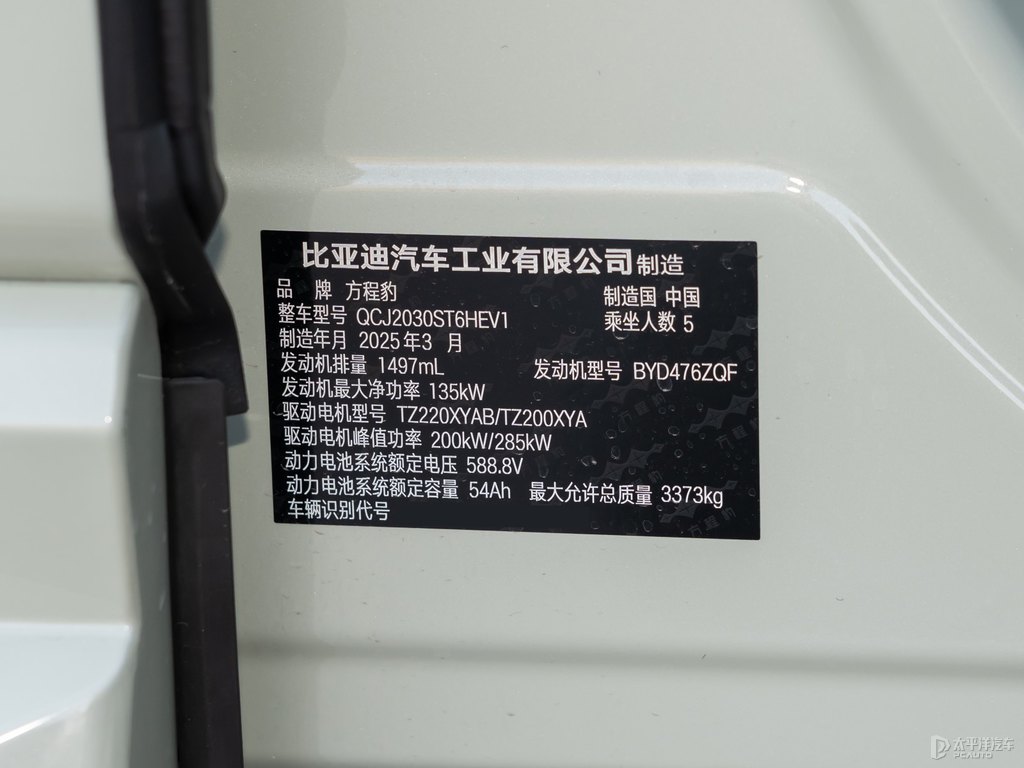 比亚迪汽车工业有限公司制造
品 牌 方程豹 制造国 中国
整车型号 QCJ2030ST6HEV1 乘坐人数 5
制造年月 2025年3 月
发动机排量 1497mL 发动机型号 BYD476ZQF
发动机最大净功率 135kW
驱动电机型号 TZ220XYAB/TZ200XYA
驱动电机峰值功率 200kW/285kW
动力电池系统额定电压 588.8V
动力电池系统额定容量 54Ah 最大允许总质量 3373kg
车辆识别代号
太平洋汽车
PCAUTO